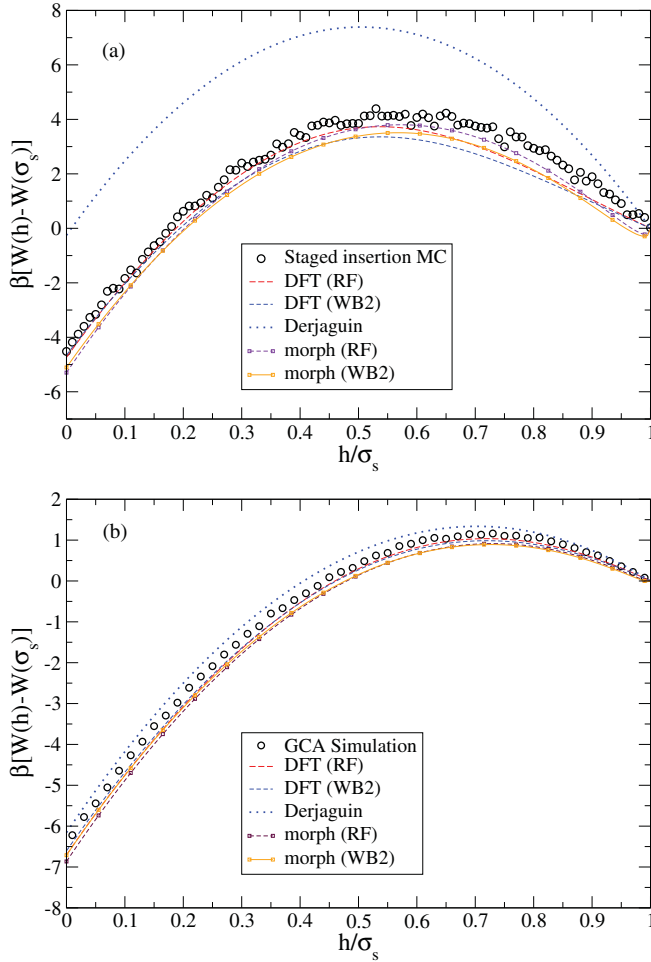 (a)
β[W(h)-W(σ_s)]
8
6
4
2
0
-2
-4
-6
Staged insertion MC
DFT (RF)
DFT (WB2)
Derjaguin
morph (RF)
morph (WB2)
0 0.1 0.2 0.3 0.4 0.5 0.6 0.7 0.8 0.9 1
h/σ_s
(b)
β[W(h)-W(σ_s)]
2
1
0
-1
-2
-3
-4
-5
-6
-7
-8
GCA Simulation
DFT (RF)
DFT (WB2)
Derjaguin
morph (RF)
morph (WB2)
0 0.1 0.2 0.3 0.4 0.5 0.6 0.7 0.8 0.9 1
h/σ_s